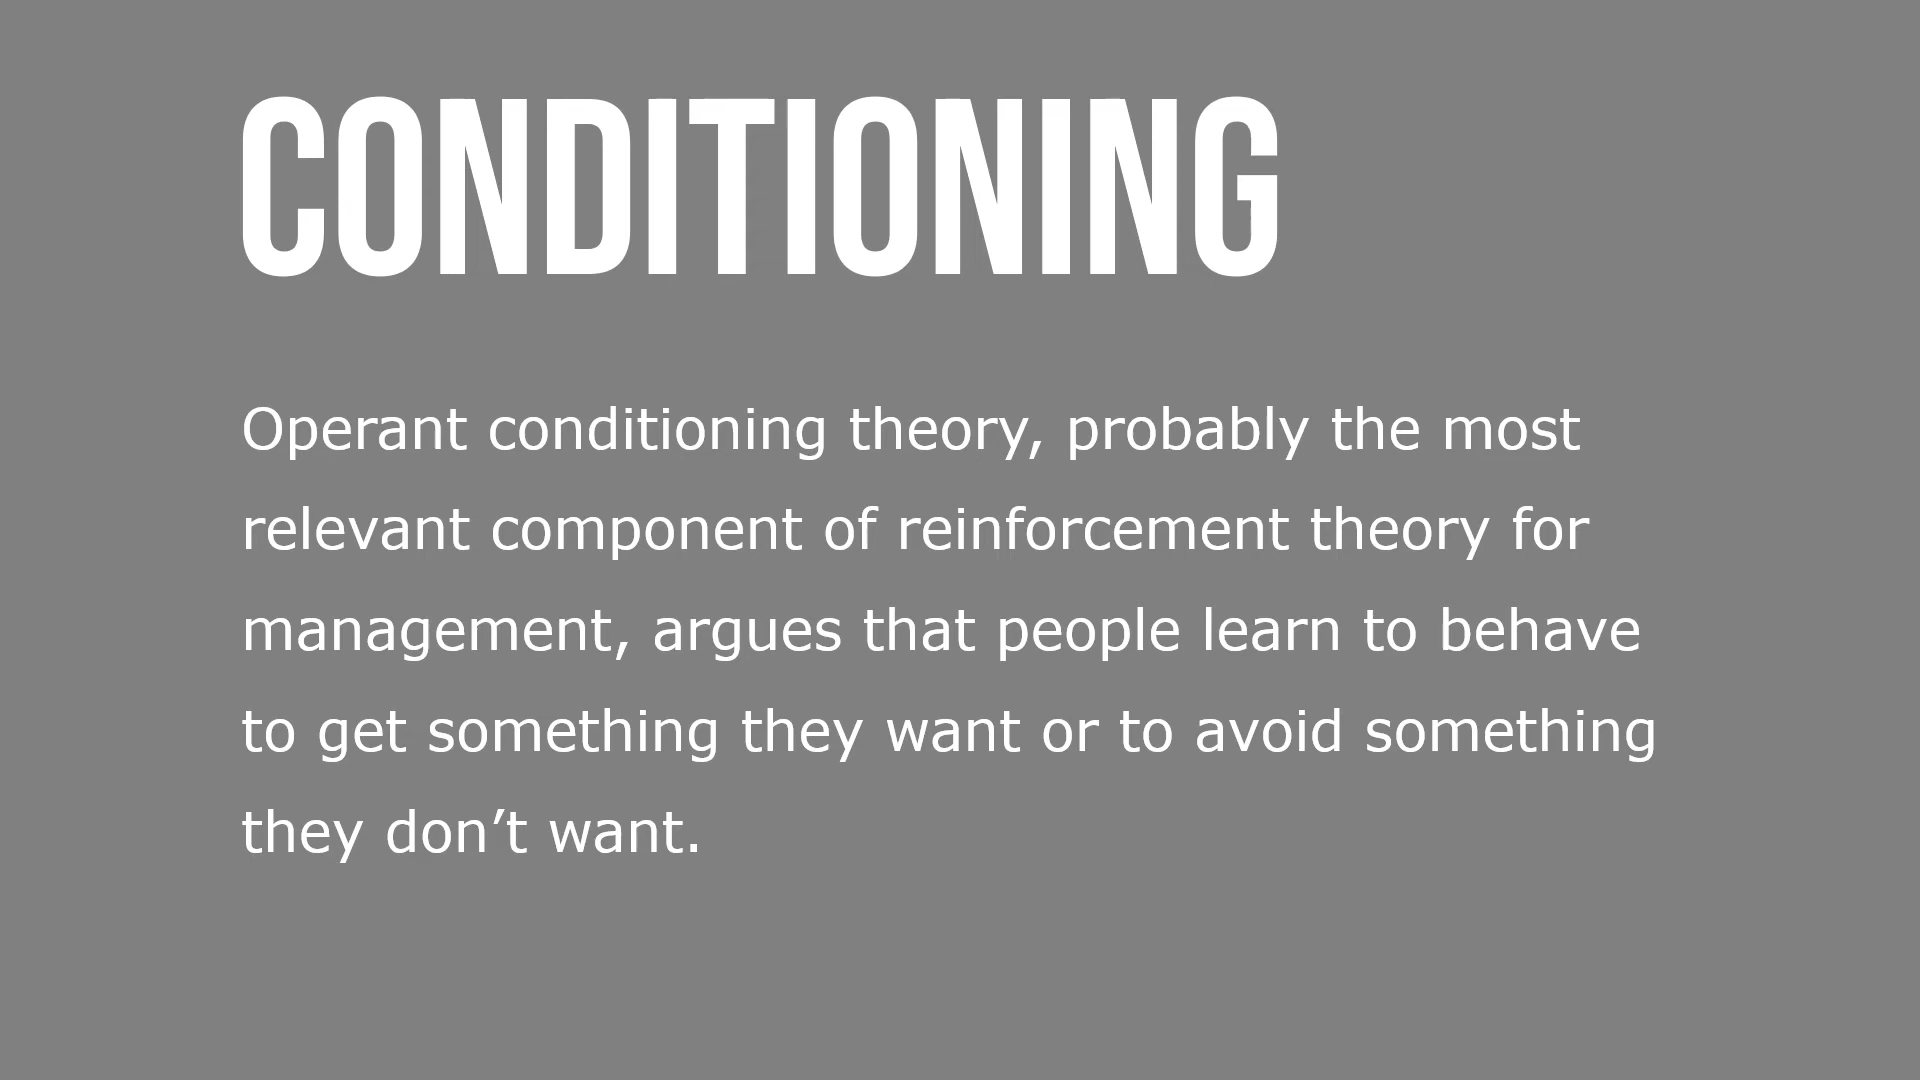 CONDITIONING
Operant conditioning theory, probably the most
relevant component of reinforcement theory for
management, argues that people learn to behave
to get something they want or to avoid something
they don’t want.